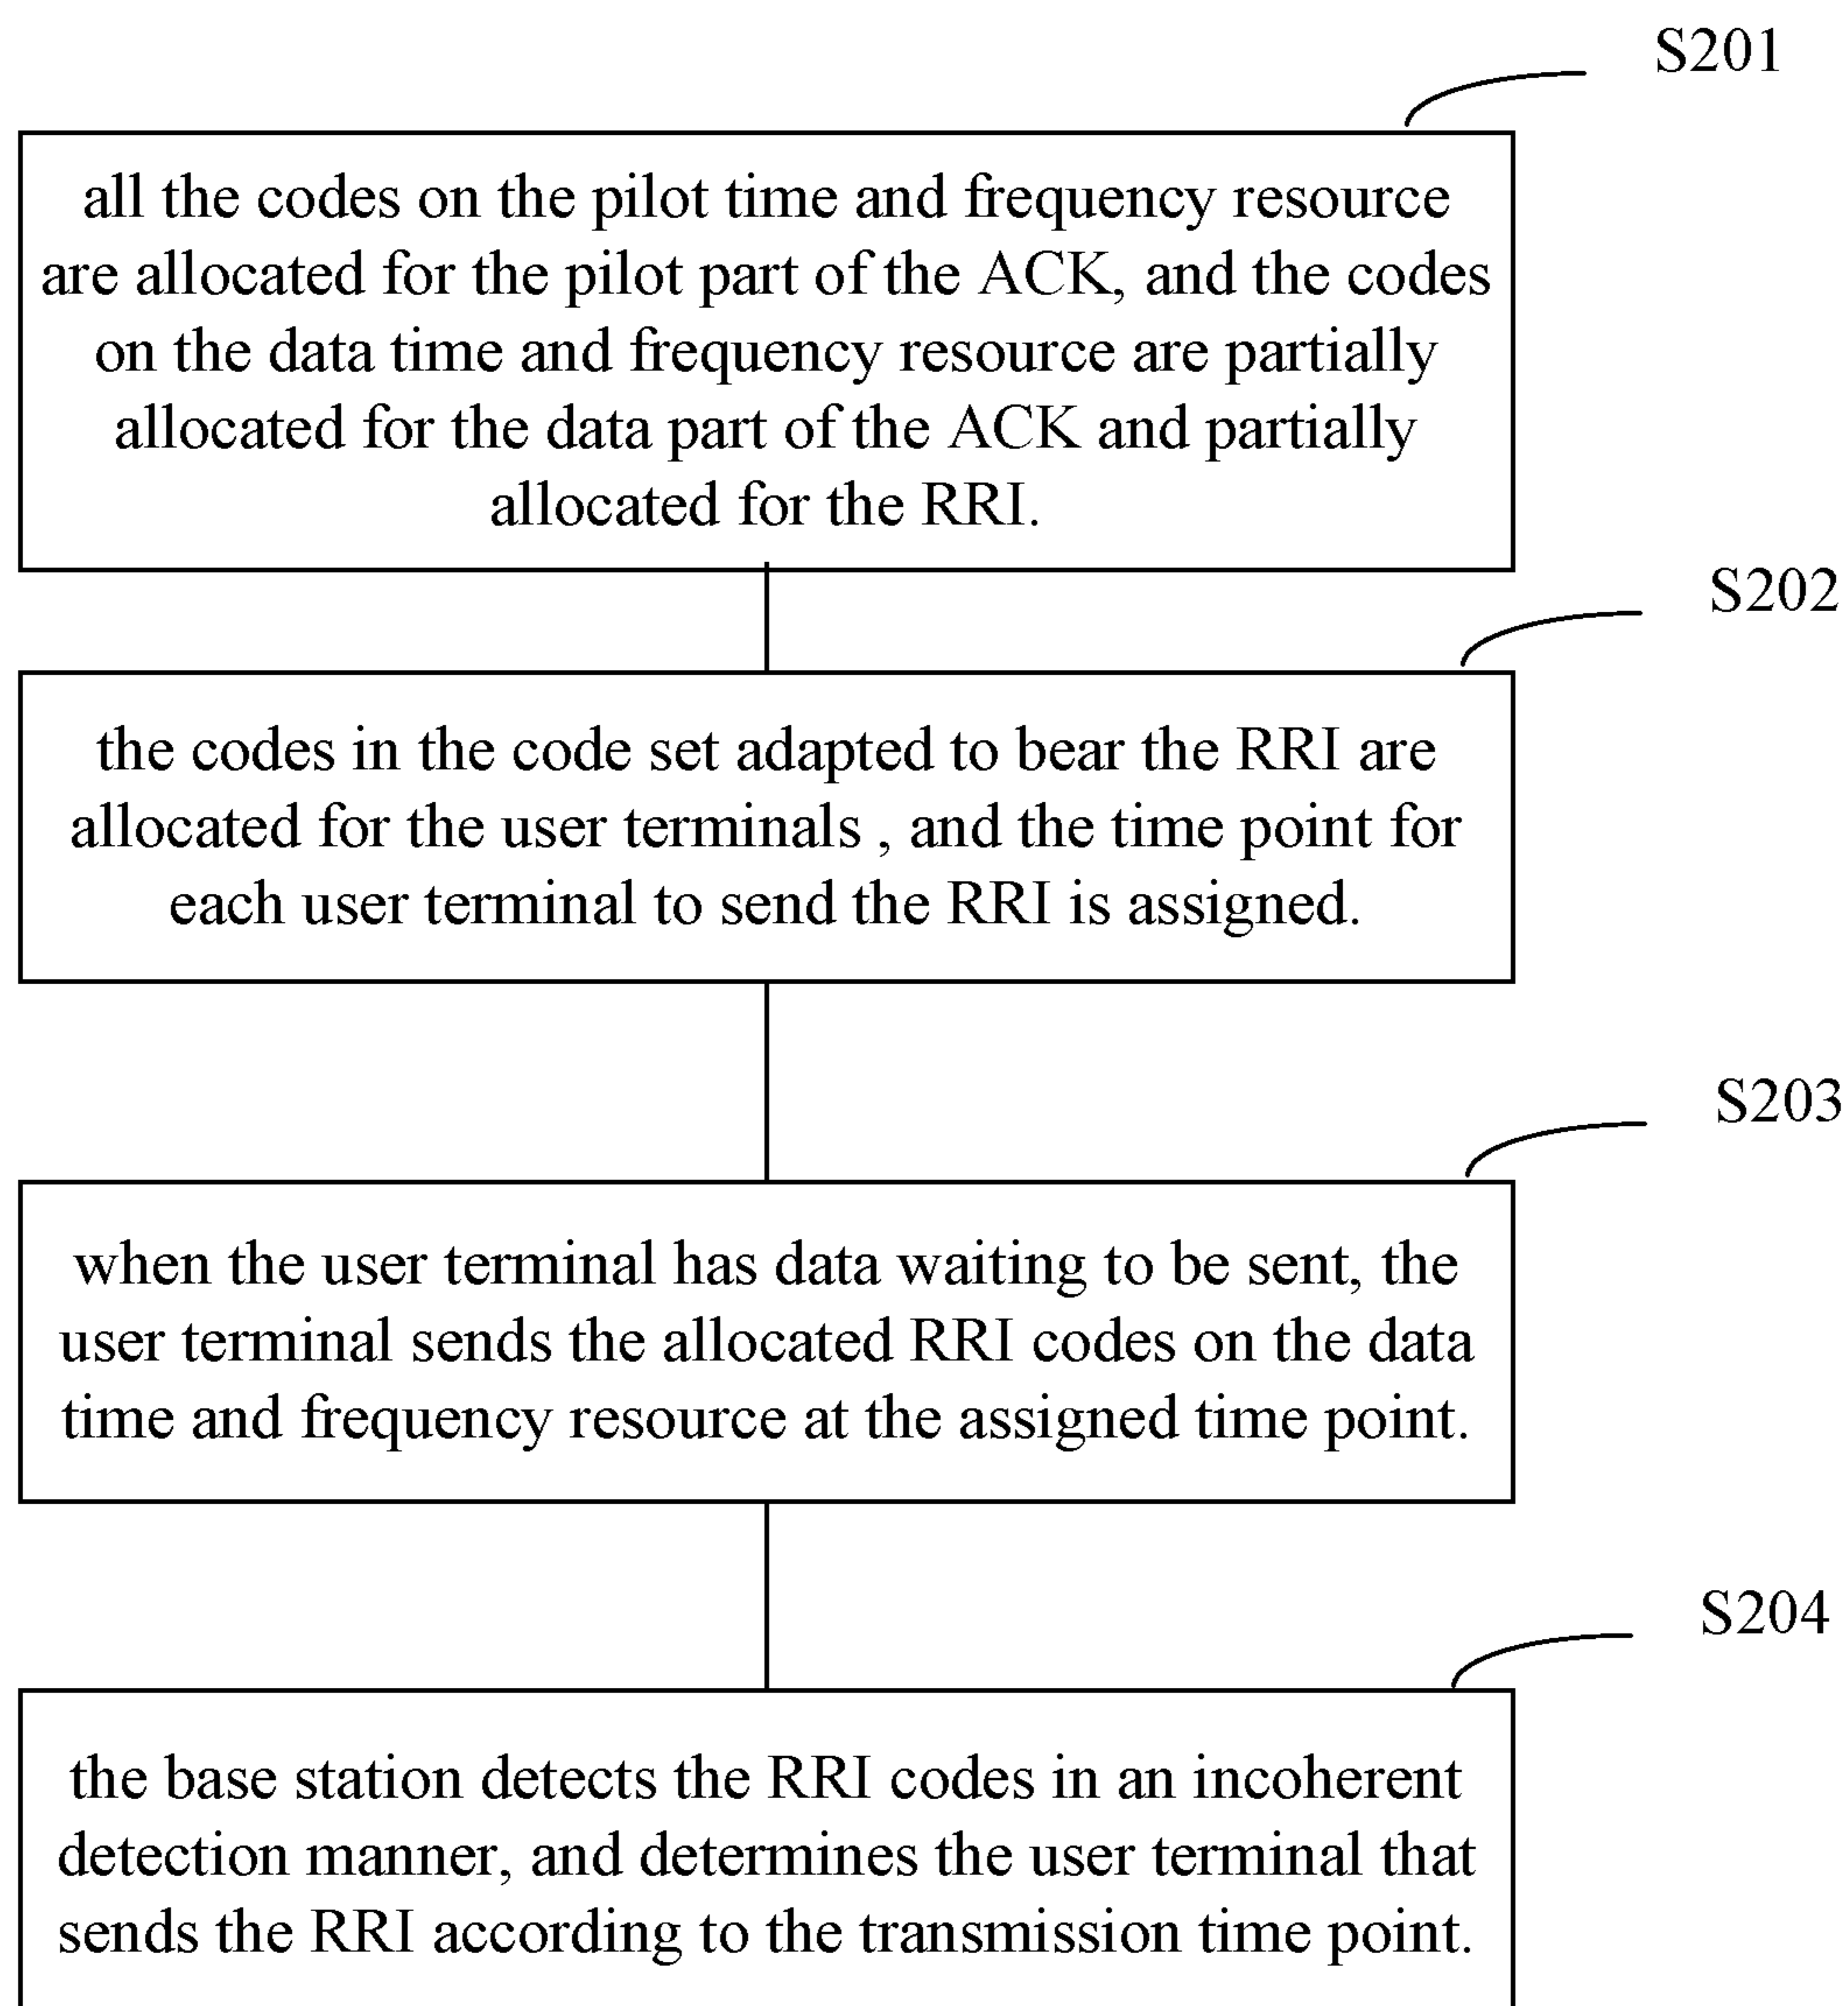 S201
all the codes on the pilot time and frequency resource
are allocated for the pilot part of the ACK, and the codes
on the data time and frequency resource are partially
allocated for the data part of the ACK and partially
allocated for the RRI.
S202
the codes in the code set adapted to bear the RRI are
allocated for the user terminals , and the time point for
each user terminal to send the RRI is assigned.
S203
when the user terminal has data waiting to be sent, the
user terminal sends the allocated RRI codes on the data
time and frequency resource at the assigned time point.
S204
the base station detects the RRI codes in an incoherent
detection manner, and determines the user terminal that
sends the RRI according to the transmission time point.